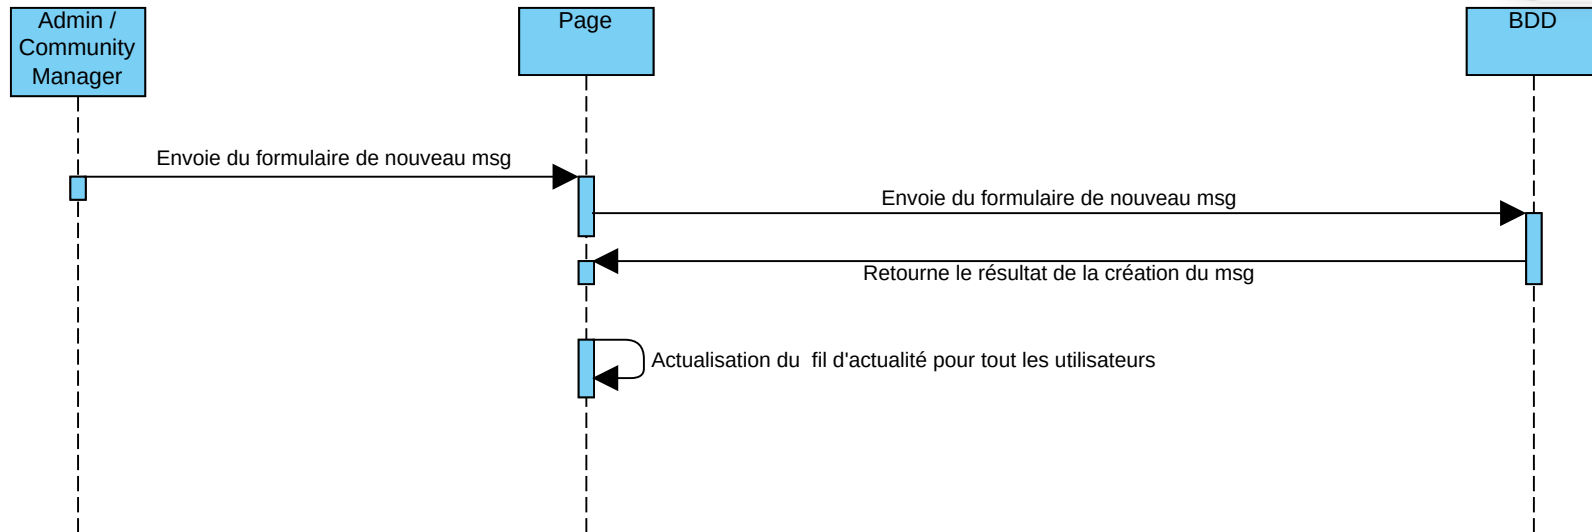 Admin /
Community
Manager
Page
BDD
Envoie du formulaire de nouveau msg
Envoie du formulaire de nouveau msg
Retourne le résultat de la création du msg
Actualisation du  fil d'actualité pour tout les utilisateurs